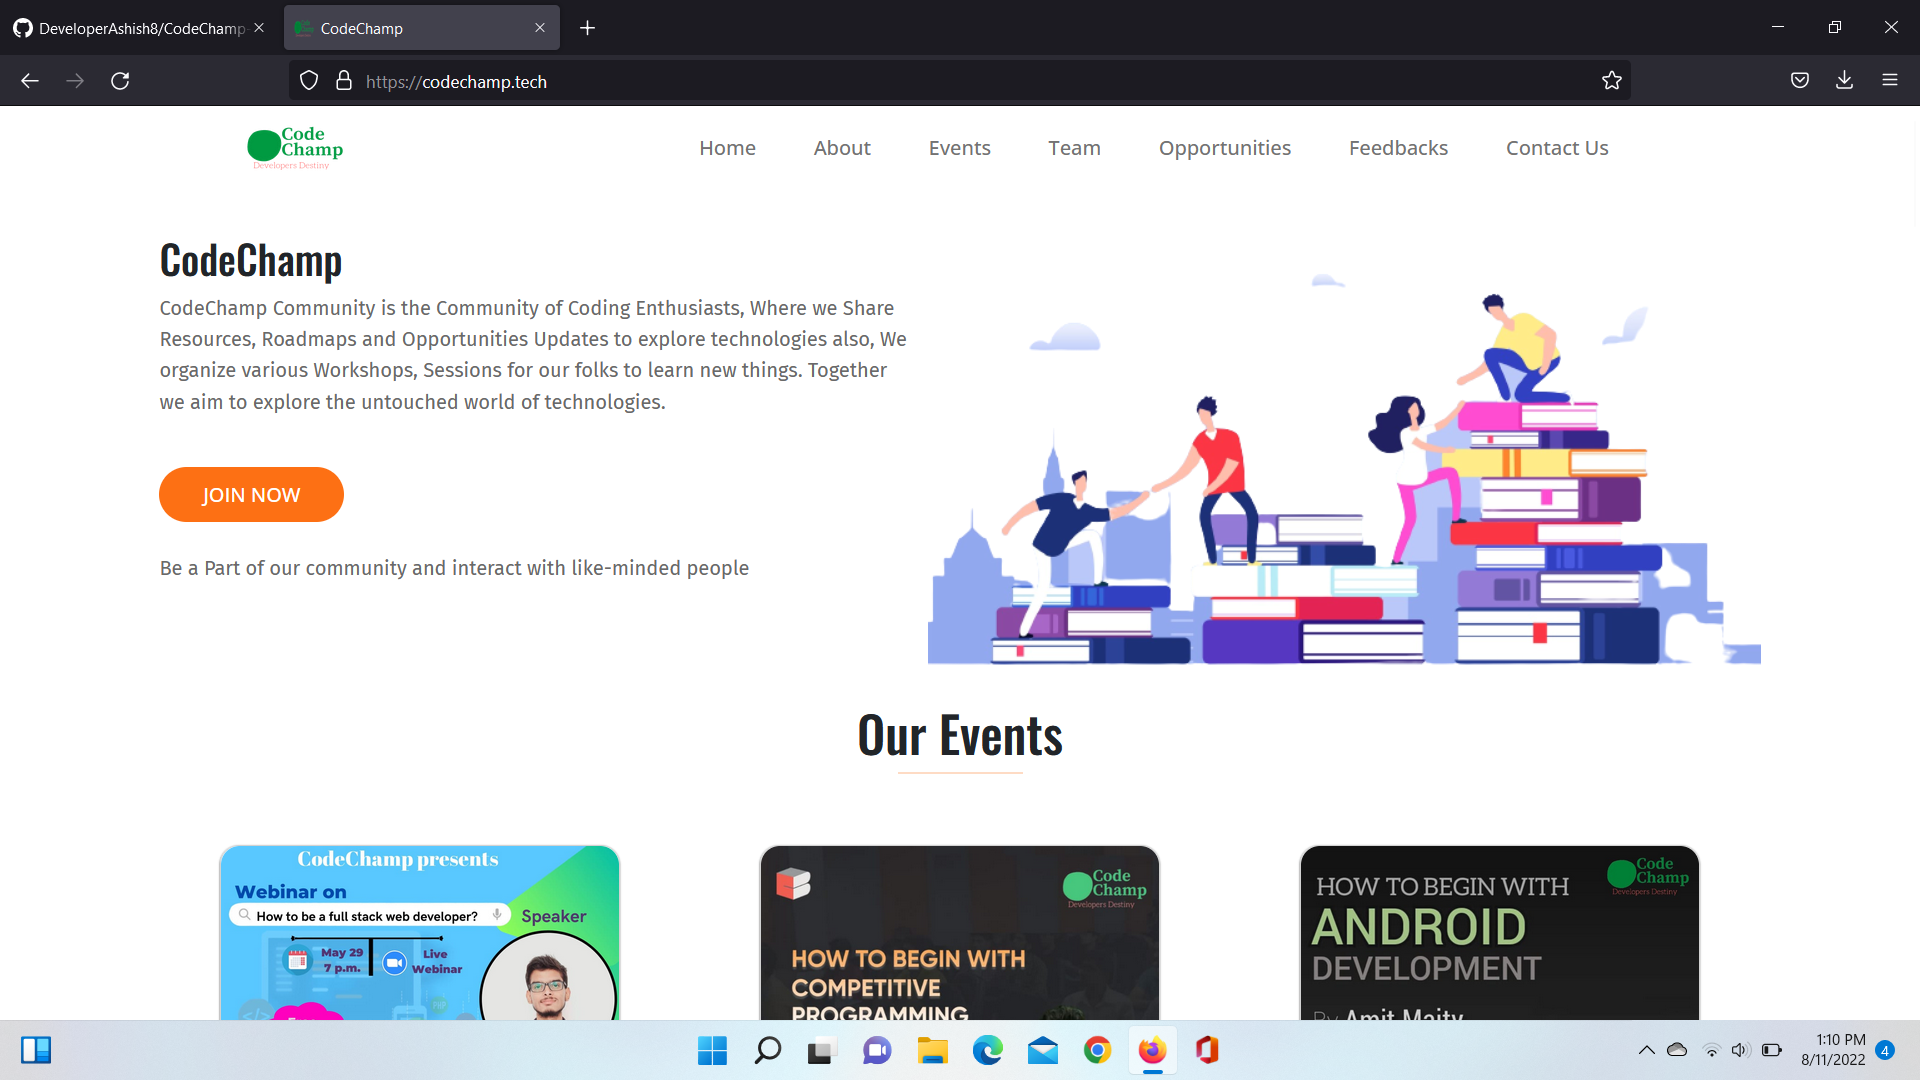 DeveloperAshish8/CodeChamp-
CodeChamp
https://codechamp.tech
Code
Champ
Developers Destiny
Home
About
Events
Team
Opportunities
Feedbacks
Contact Us
CodeChamp
CodeChamp Community is the Community of Coding Enthusiasts, Where we Share
Resources, Roadmaps and Opportunities Updates to explore technologies also, We
organize various Workshops, Sessions for our folks to learn new things. Together
we aim to explore the untouched world of technologies.
JOIN NOW
Be a Part of our community and interact with like-minded people
Our Events
CodeChamp presents
Webinar on
How to be a full stack web developer?
Speaker
May 29
7 p.m.
Live
Webinar
PHP
</>
Code
Champ
Developers Destiny
HOW TO BEGIN WITH
COMPETITIVE
PROGRAMMING
Code
Champ
Developers Destiny
HOW TO BEGIN WITH
ANDROID
DEVELOPMENT
By Amit Maity
1:10 PM
8/11/2022
4